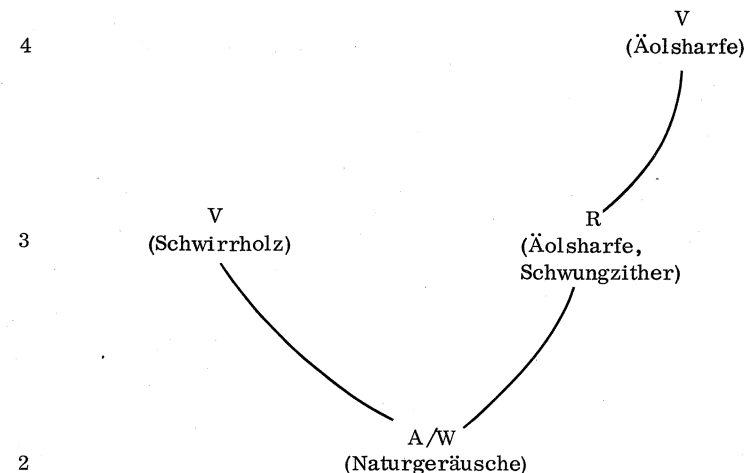 V
4
(Äolsharfe)
V
R
3
(Schwirrholz)
(Äolsharfe,
Schwungzither)
A/W
2
(Naturgeräusche)